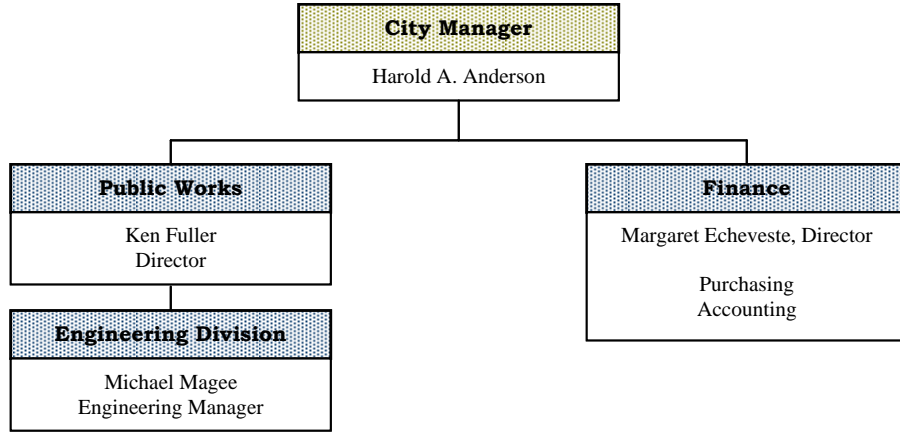 City Manager
Harold A. Anderson
Public Works
Ken Fuller
Director
Finance
Margaret Echeveste, Director
Purchasing
Accounting
Engineering Division
Michael Magee
Engineering Manager